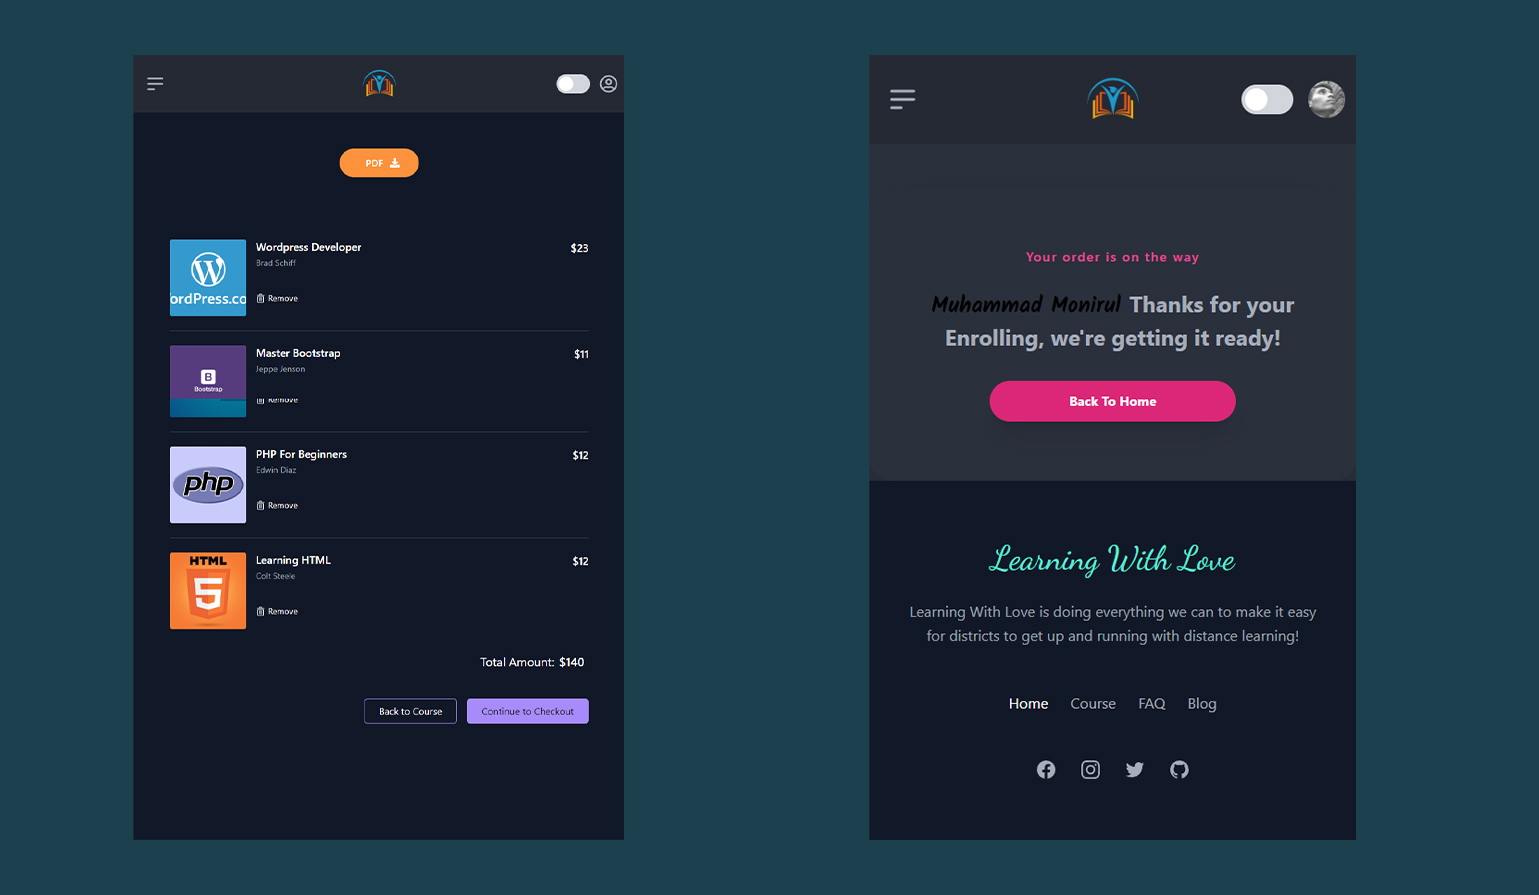 PDF
WordPress.co
Wordpress Developer
$23
Brad Schiff
Remove
B
Bootstrap
Master Bootstrap
$11
Jeppe Jenson
Remove
php
PHP For Beginners
$12
Edwin Diaz
Remove
HTML
5
Learning HTML
$12
Colt Steele
Remove
Total Amount: $140
Back to Course
Continue to Checkout
Your order is on the way
Muhammad Monirul Thanks for your
Enrolling, we're getting it ready!
Back To Home
Learning With Love
Learning With Love is doing everything we can to make it easy
for districts to get up and running with distance learning!
Home Course FAQ Blog